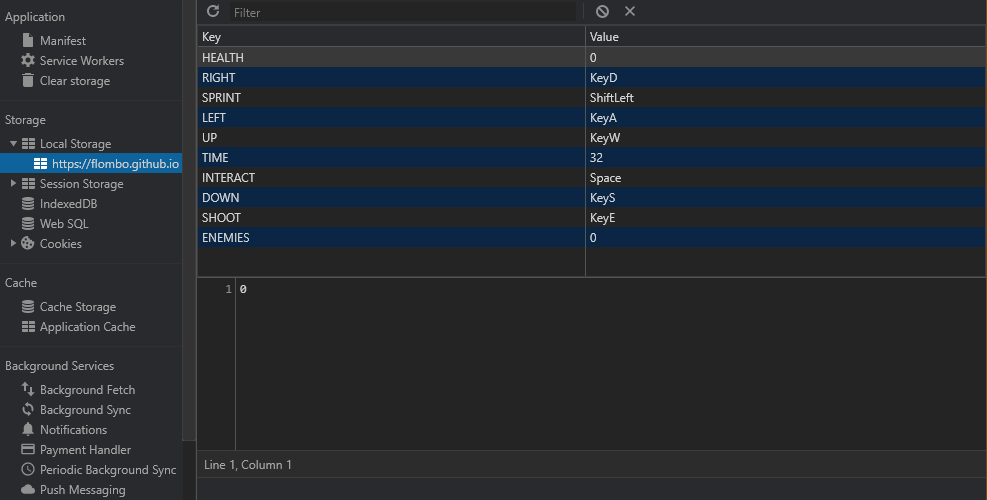 Application
Manifest
Service Workers
Clear storage
Storage
Local Storage
https://flombo.github.io
Session Storage
IndexedDB
Web SQL
Cookies
Cache
Cache Storage
Application Cache
Background Services
Background Fetch
Background Sync
Notifications
Payment Handler
Periodic Background Sync
Push Messaging
Filter
Key Value
HEALTH 0
RIGHT KeyD
SPRINT ShiftLeft
LEFT KeyA
UP KeyW
TIME 32
INTERACT Space
DOWN KeyS
SHOOT KeyE
ENEMIES 0
1 0
Line 1, Column 1